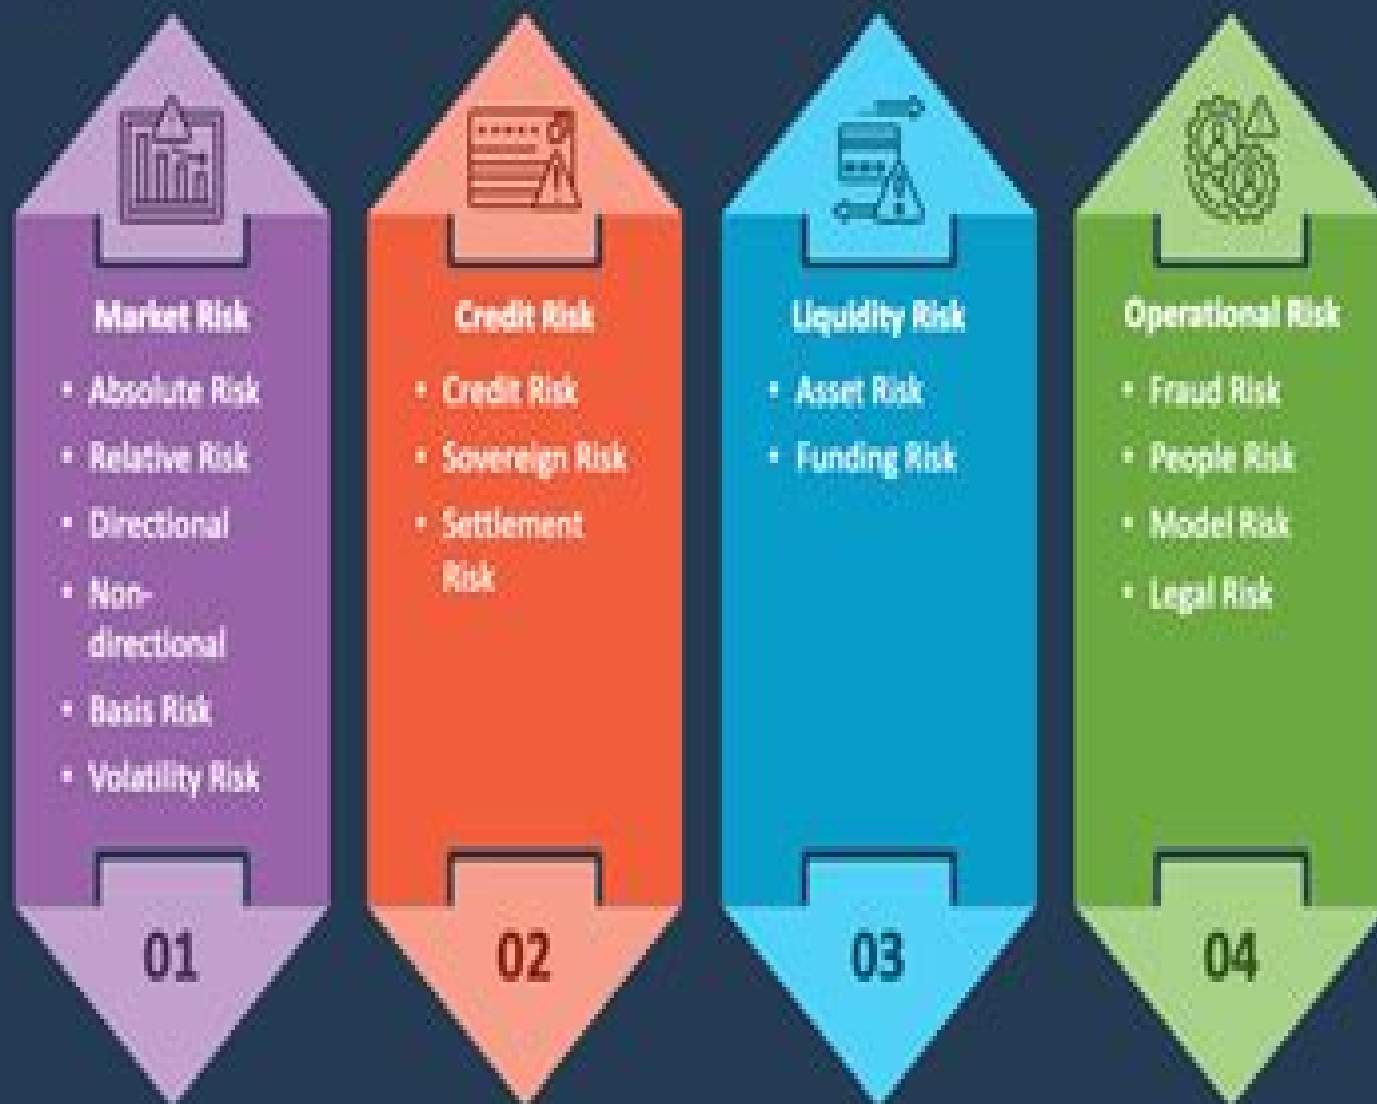 Market Risk
• Absolute Risk
• Relative Risk
• Directional
• Non-
directional
• Basis Risk
• Volatility Risk
01
Credit Risk
• Credit Risk
• Sovereign Risk
• Settlement
Risk
02
Liquidity Risk
• Asset Risk
• Funding Risk
03
Operational Risk
• Fraud Risk
• People Risk
• Model Risk
• Legal Risk
04